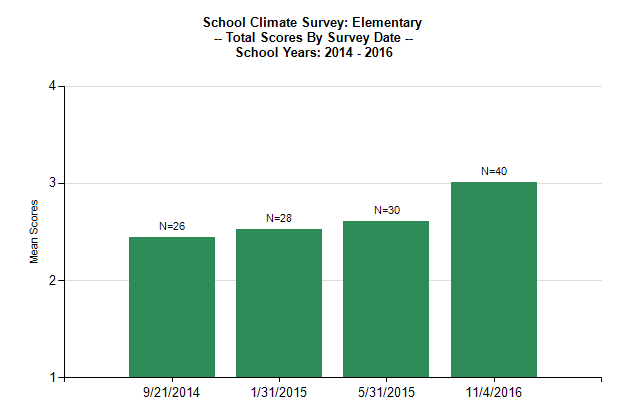 School Climate Survey: Elementary
-- Total Scores By Survey Date --
School Years: 2014 - 2016
4
3
2
1
Mean Scores
N=26
N=28
N=30
N=40
9/21/2014
1/31/2015
5/31/2015
11/4/2016